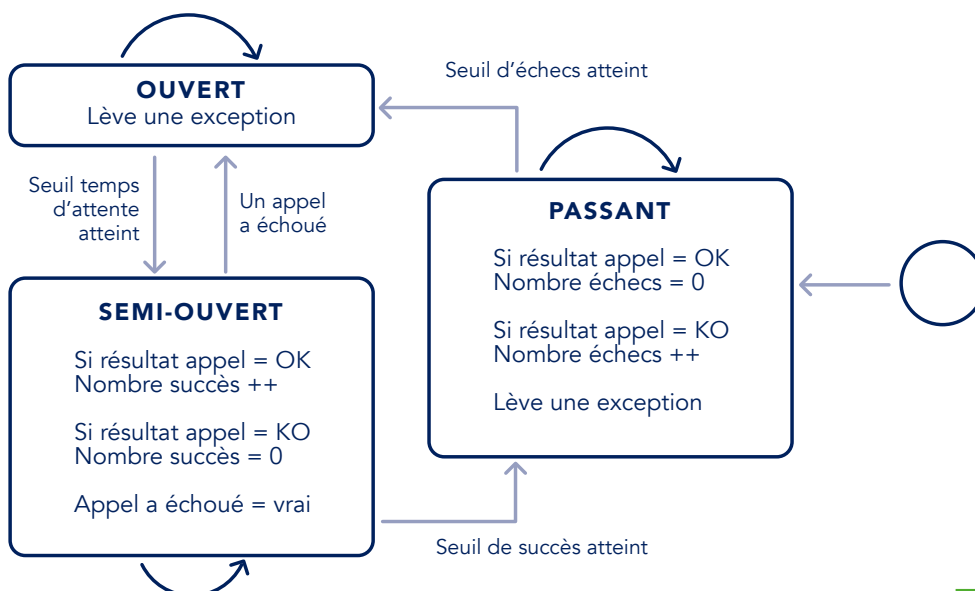 OUVERT
Lève une exception
Seuil d'échecs atteint
Seuil temps
d'attente
atteint
Un appel
a échoué
PASSANT
Si résultat appel = OK
Nombre échecs = 0
Si résultat appel = KO
Nombre échecs ++
Lève une exception
SEMI-OUVERT
Si résultat appel = OK
Nombre succès ++
Si résultat appel = KO
Nombre succès = 0
Appel a échoué = vrai
Seuil de succès atteint